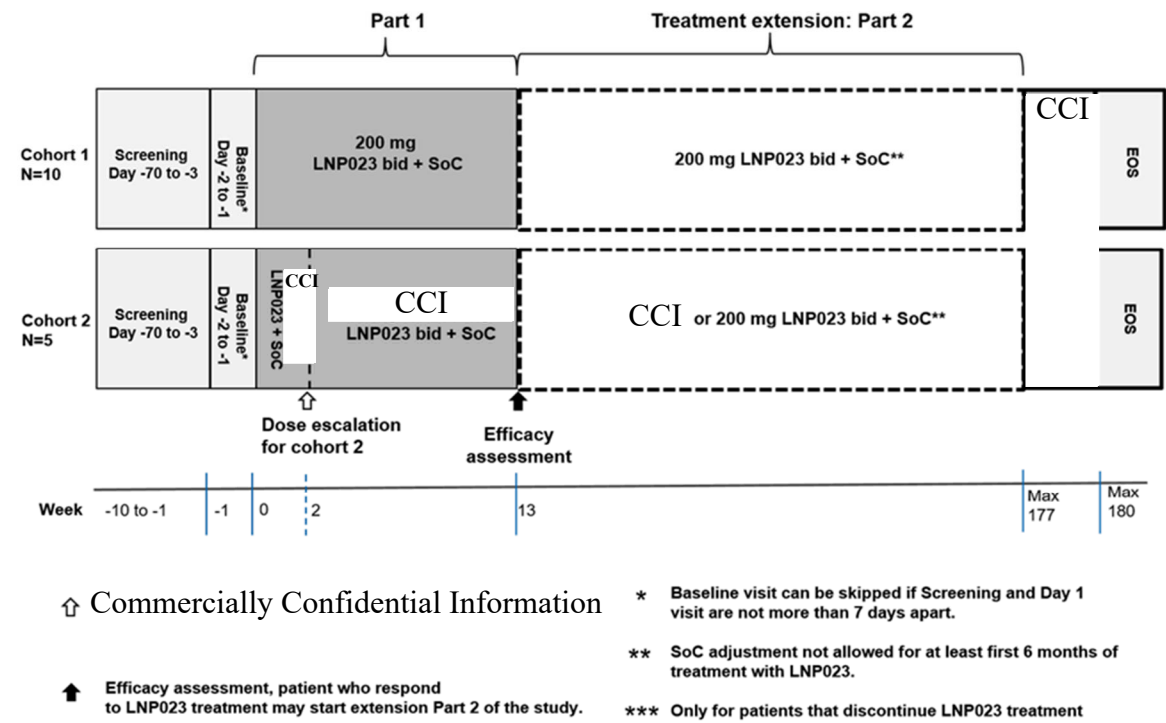 Part 1
Treatment extension: Part 2
Cohort 1
N=10
Screening
Day -70 to -3
Baseline*
Day -2 to -1
200 mg
LNP023 bid + SoC
200 mg LNP023 bid + SoC**
CCI
EOS
Cohort 2
N=5
Screening
Day -70 to -3
Baseline*
Day -2 to -1
LNP023 + SoC
CCI
CCI
LNP023 bid + SoC
CCI or 200 mg LNP023 bid + SoC**
EOS
Dose escalation
for cohort 2
Efficacy
assessment
Week -10 to -1 -1 0 2 13 Max 177 Max 180
Commercially Confidential Information
Efficacy assessment, patient who respond
to LNP023 treatment may start extension Part 2 of the study.
* Baseline visit can be skipped if Screening and Day 1
visit are not more than 7 days apart.
** SoC adjustment not allowed for at least first 6 months of
treatment with LNP023.
*** Only for patients that discontinue LNP023 treatment